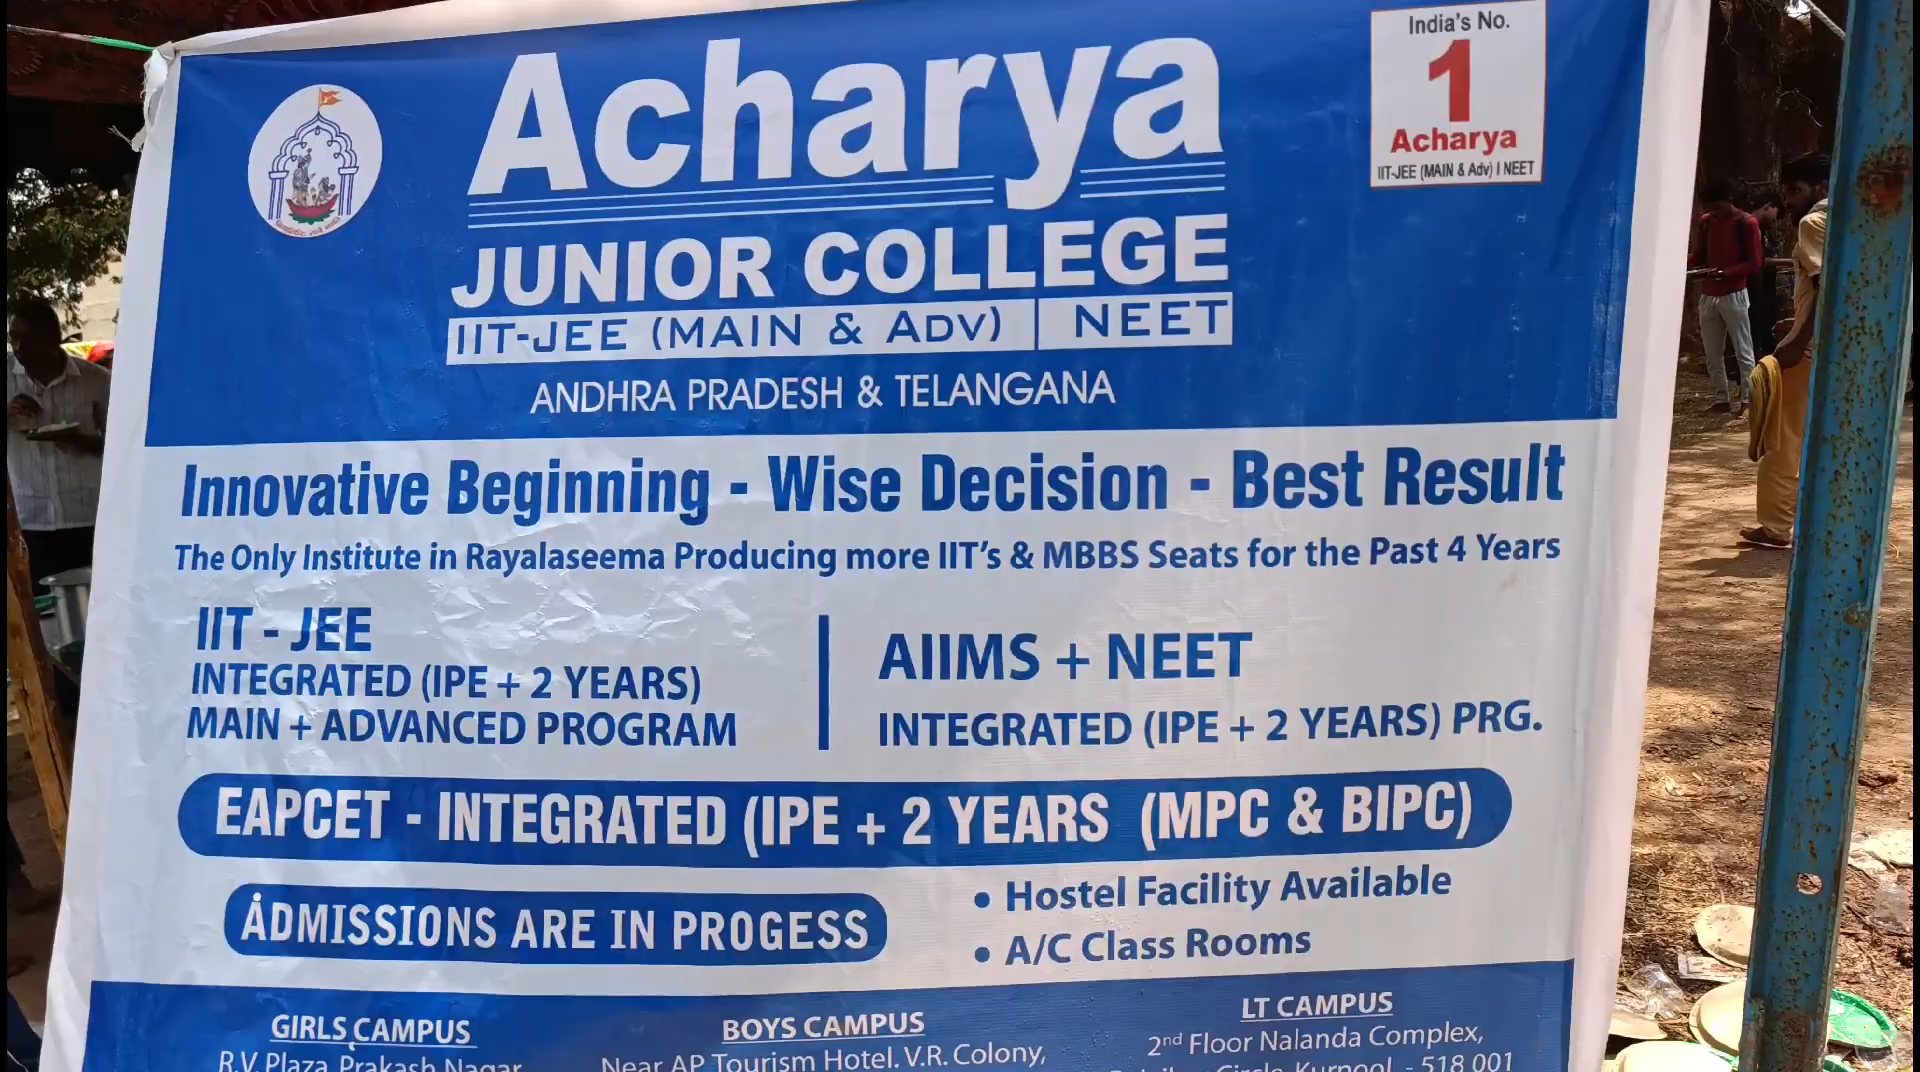 India's No.
1
Acharya
IIT-JEE (MAIN & Adv) I NEET
Acharya
JUNIOR COLLEGE
IIT-JEE (MAIN & ADV) | NEET
ANDHRA PRADESH & TELANGANA
Innovative Beginning - Wise Decision - Best Result
The Only Institute in Rayalaseema Producing more IIT's & MBBS Seats for the Past 4 Years
IIT - JEE
INTEGRATED (IPE + 2 YEARS)
MAIN + ADVANCED PROGRAM
AIIMS + NEET
INTEGRATED (IPE + 2 YEARS) PRG.
EAPCET - INTEGRATED (IPE + 2 YEARS (MPC & BIPC)
ADMISSIONS ARE IN PROGESS
• Hostel Facility Available
• A/C Class Rooms
GIRLS CAMPUS
R.V. Plaza Prakash Nagar
BOYS CAMPUS
Near AP Tourism Hotel. V.R. Colony,
LT CAMPUS
2nd Floor Nalanda Complex,
Circle Kurnool - 518 001